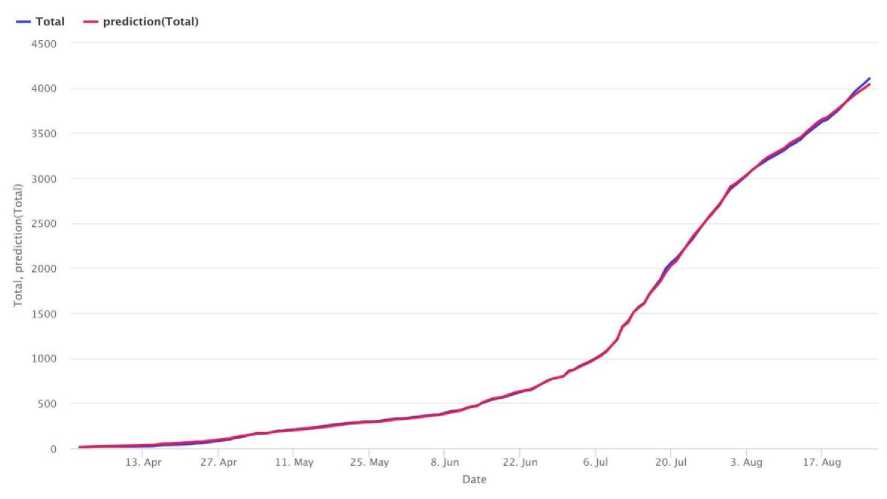 Total prediction(Total)
4500
4000
3500
3000
2500
2000
1500
1000
500
0
Total, prediction(Total)
13. Apr 27. Apr 11. May 25. May 8. Jun 22. Jun 6. Jul 20. Jul 3. Aug 17. Aug
Date